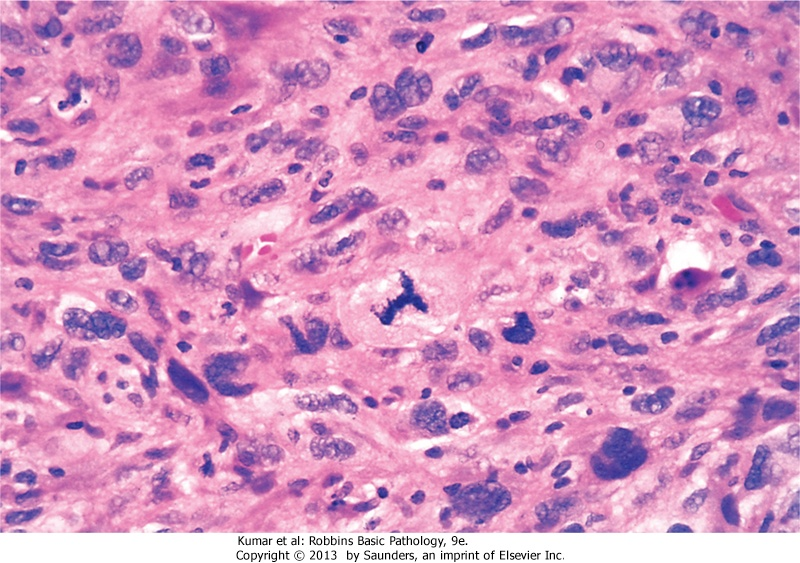 Kumar et al: Robbins Basic Pathology, 9e.
Copyright © 2013  by Saunders, an imprint of Elsevier Inc.